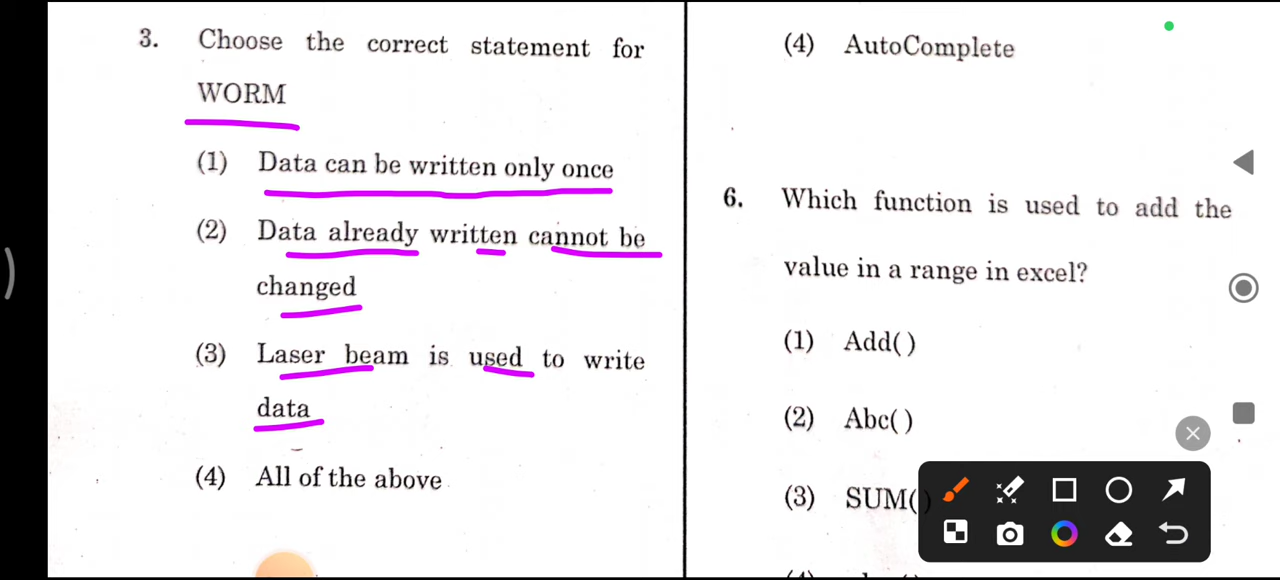 3. Choose the correct statement for
WORM
(1) Data can be written only once
(2) Data already written cannot be
changed
(3) Laser beam is used to write
data
(4) All of the above
(4) AutoComplete
6. Which function is used to add the
value in a range in excel?
(1) Add( )
(2) Abc( )
(3) SUM( )